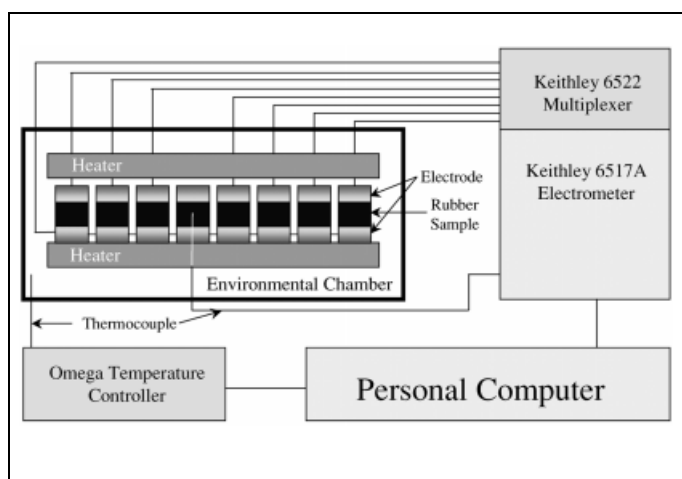 Keithley 6522
Multiplexer
Heater
Keithley 6517A
Electrometer
Electrode
Rubber
Sample
Heater
Environmental Chamber
Thermocouple
Omega Temperature
Controller
Personal Computer